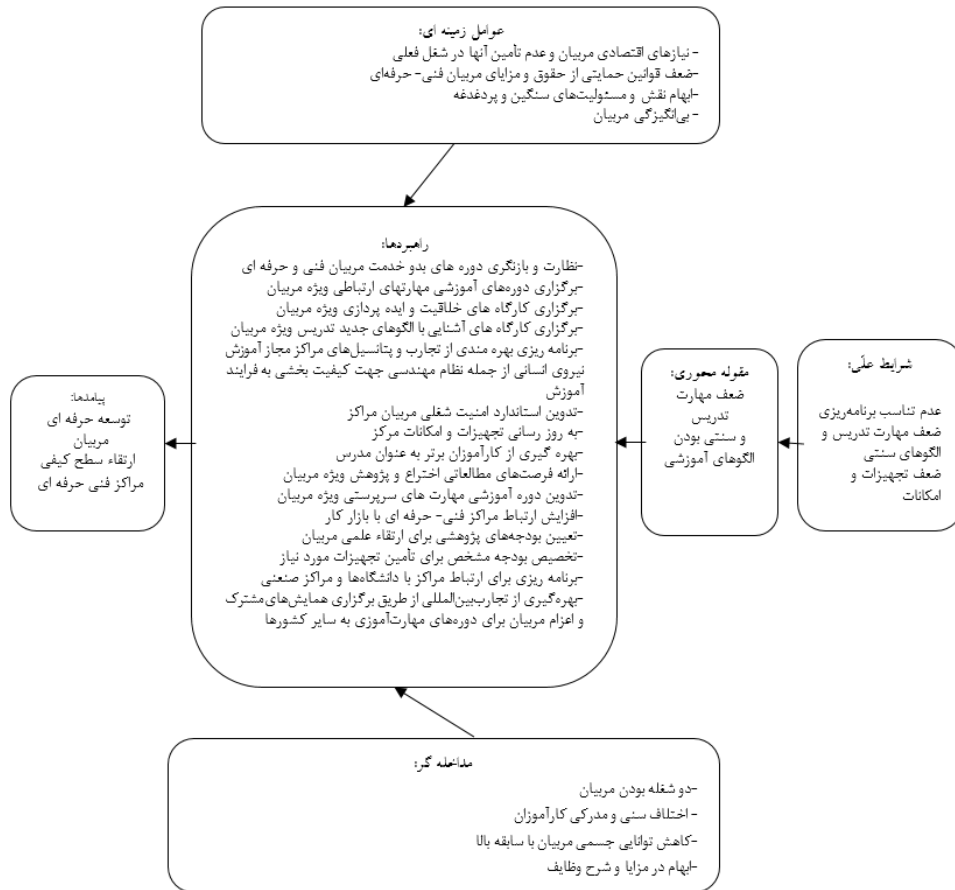 عوامل زمینه ای:
- نیازهای اقتصادی مربیان و عدم تأمین آنها در شغل فعلی
-ضعف قوانین حمایتی از حقوق و مزایای مربیان فنی- حرفه‌ای
-ابهام نقش و مسئولیت‌های سنگین و پردغدغه
- بی‌انگیزگی مربیان
شرایط علّی:
عدم تناسب برنامه‌ریزی
ضعف مهارت تدریس و
الگوهای سنتی
ضعف تجهیزات و
امکانات
مقوله محوری:
ضعف مهارت
تدریس
و سنتی بودن
الگوهای آموزشی
راهبردها:
-نظارت و بازنگری دوره های بدو خدمت مربیان فنی و حرفه ای
-برگزاری دوره‌های آموزشی مهارتهای ارتباطی ویژه مربیان
-برگزاری کارگاه های خلاقیت و ایده پردازی ویژه مربیان
-برگزاری کارگاه های آشنایی با الگوهای جدید تدریس ویژه مربیان
-برنامه ریزی بهره مندی از تجارب و پتانسیل‌های مراکز مجاز آموزش
نیروی انسانی از جمله نظام مهندسی جهت کیفیت بخشی به فرایند
آموزش
-تدوین استاندارد امنیت شغلی مربیان مراکز
-به روز رسانی تجهیزات و امکانات مرکز
-بهره گیری از کارآموزان برتر به عنوان مدرس
-ارائه فرصت‌های مطالعاتی اختراع و پژوهش ویژه مربیان
-تدوین دوره آموزشی مهارت های سرپرستی ویژه مربیان
-افزایش ارتباط مراکز فنی- حرفه ای با بازار کار
-تعیین بودجه‌های پژوهشی برای ارتقاء علمی مربیان
-تخصیص بودجه مشخص برای تأمین تجهیزات مورد نیاز
-برنامه ریزی برای ارتباط مراکز با دانشگاه‌ها و مراکز صنعنی
-بهره‌گیری از تجارب‌بین‌المللی از طریق برگزاری همایش‌های‌مشترک
و اعزام مربیان برای دوره‌های مهارت‌آموزی به سایر کشورها
پیامدها:
توسعه حرفه ای
مربیان
ارتقاء سطح کیفی
مراکز فنی حرفه ای
مداخله گر:
-دو شغله بودن مربیان
- اختلاف سنی و مدرکی کارآموزان
-کاهش توانایی جسمی مربیان با سابقه بالا
-ابهام در مزایا و شرح وظایف